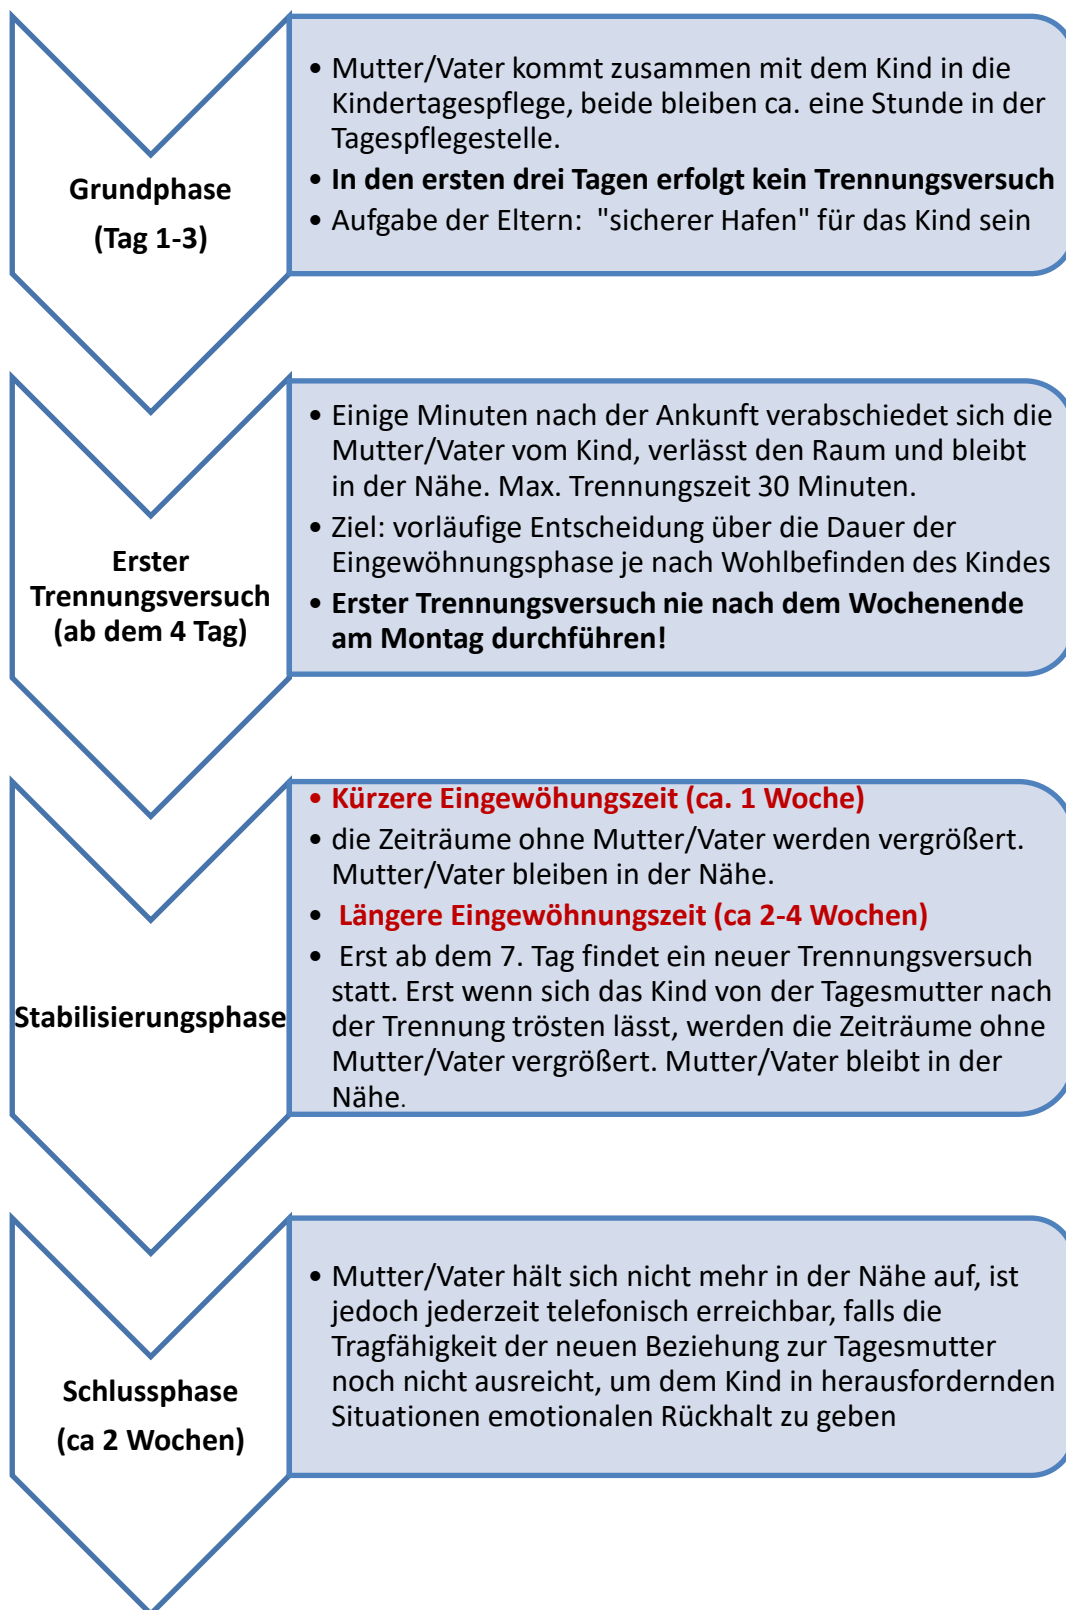 Grundphase
(Tag 1-3)
• Mutter/Vater kommt zusammen mit dem Kind in die
Kindertagespflege, beide bleiben ca. eine Stunde in der
Tagespflegestelle.
• In den ersten drei Tagen erfolgt kein Trennungsversuch
• Aufgabe der Eltern: "sicherer Hafen" für das Kind sein
Erster
Trennungsversuch
(ab dem 4 Tag)
• Einige Minuten nach der Ankunft verabschiedet sich die
Mutter/Vater vom Kind, verlässt den Raum und bleibt
in der Nähe. Max. Trennungszeit 30 Minuten.
• Ziel: vorläufige Entscheidung über die Dauer der
Eingewöhnungsphase je nach Wohlbefinden des Kindes
• Erster Trennungsversuch nie nach dem Wochenende
am Montag durchführen!
Stabilisierungsphase
• Kürzere Eingewöhungszeit (ca. 1 Woche)
• die Zeiträume ohne Mutter/Vater werden vergrößert.
Mutter/Vater bleiben in der Nähe.
• Längere Eingewöhnungszeit (ca 2-4 Wochen)
• Erst ab dem 7. Tag findet ein neuer Trennungsversuch
statt. Erst wenn sich das Kind von der Tagesmutter nach
der Trennung trösten lässt, werden die Zeiträume ohne
Mutter/Vater vergrößert. Mutter/Vater bleibt in der
Nähe.
Schlussphase
(ca 2 Wochen)
• Mutter/Vater hält sich nicht mehr in der Nähe auf, ist
jedoch jederzeit telefonisch erreichbar, falls die
Tragfähigkeit der neuen Beziehung zur Tagesmutter
noch nicht ausreicht, um dem Kind in herausfordernden
Situationen emotionalen Rückhalt zu geben